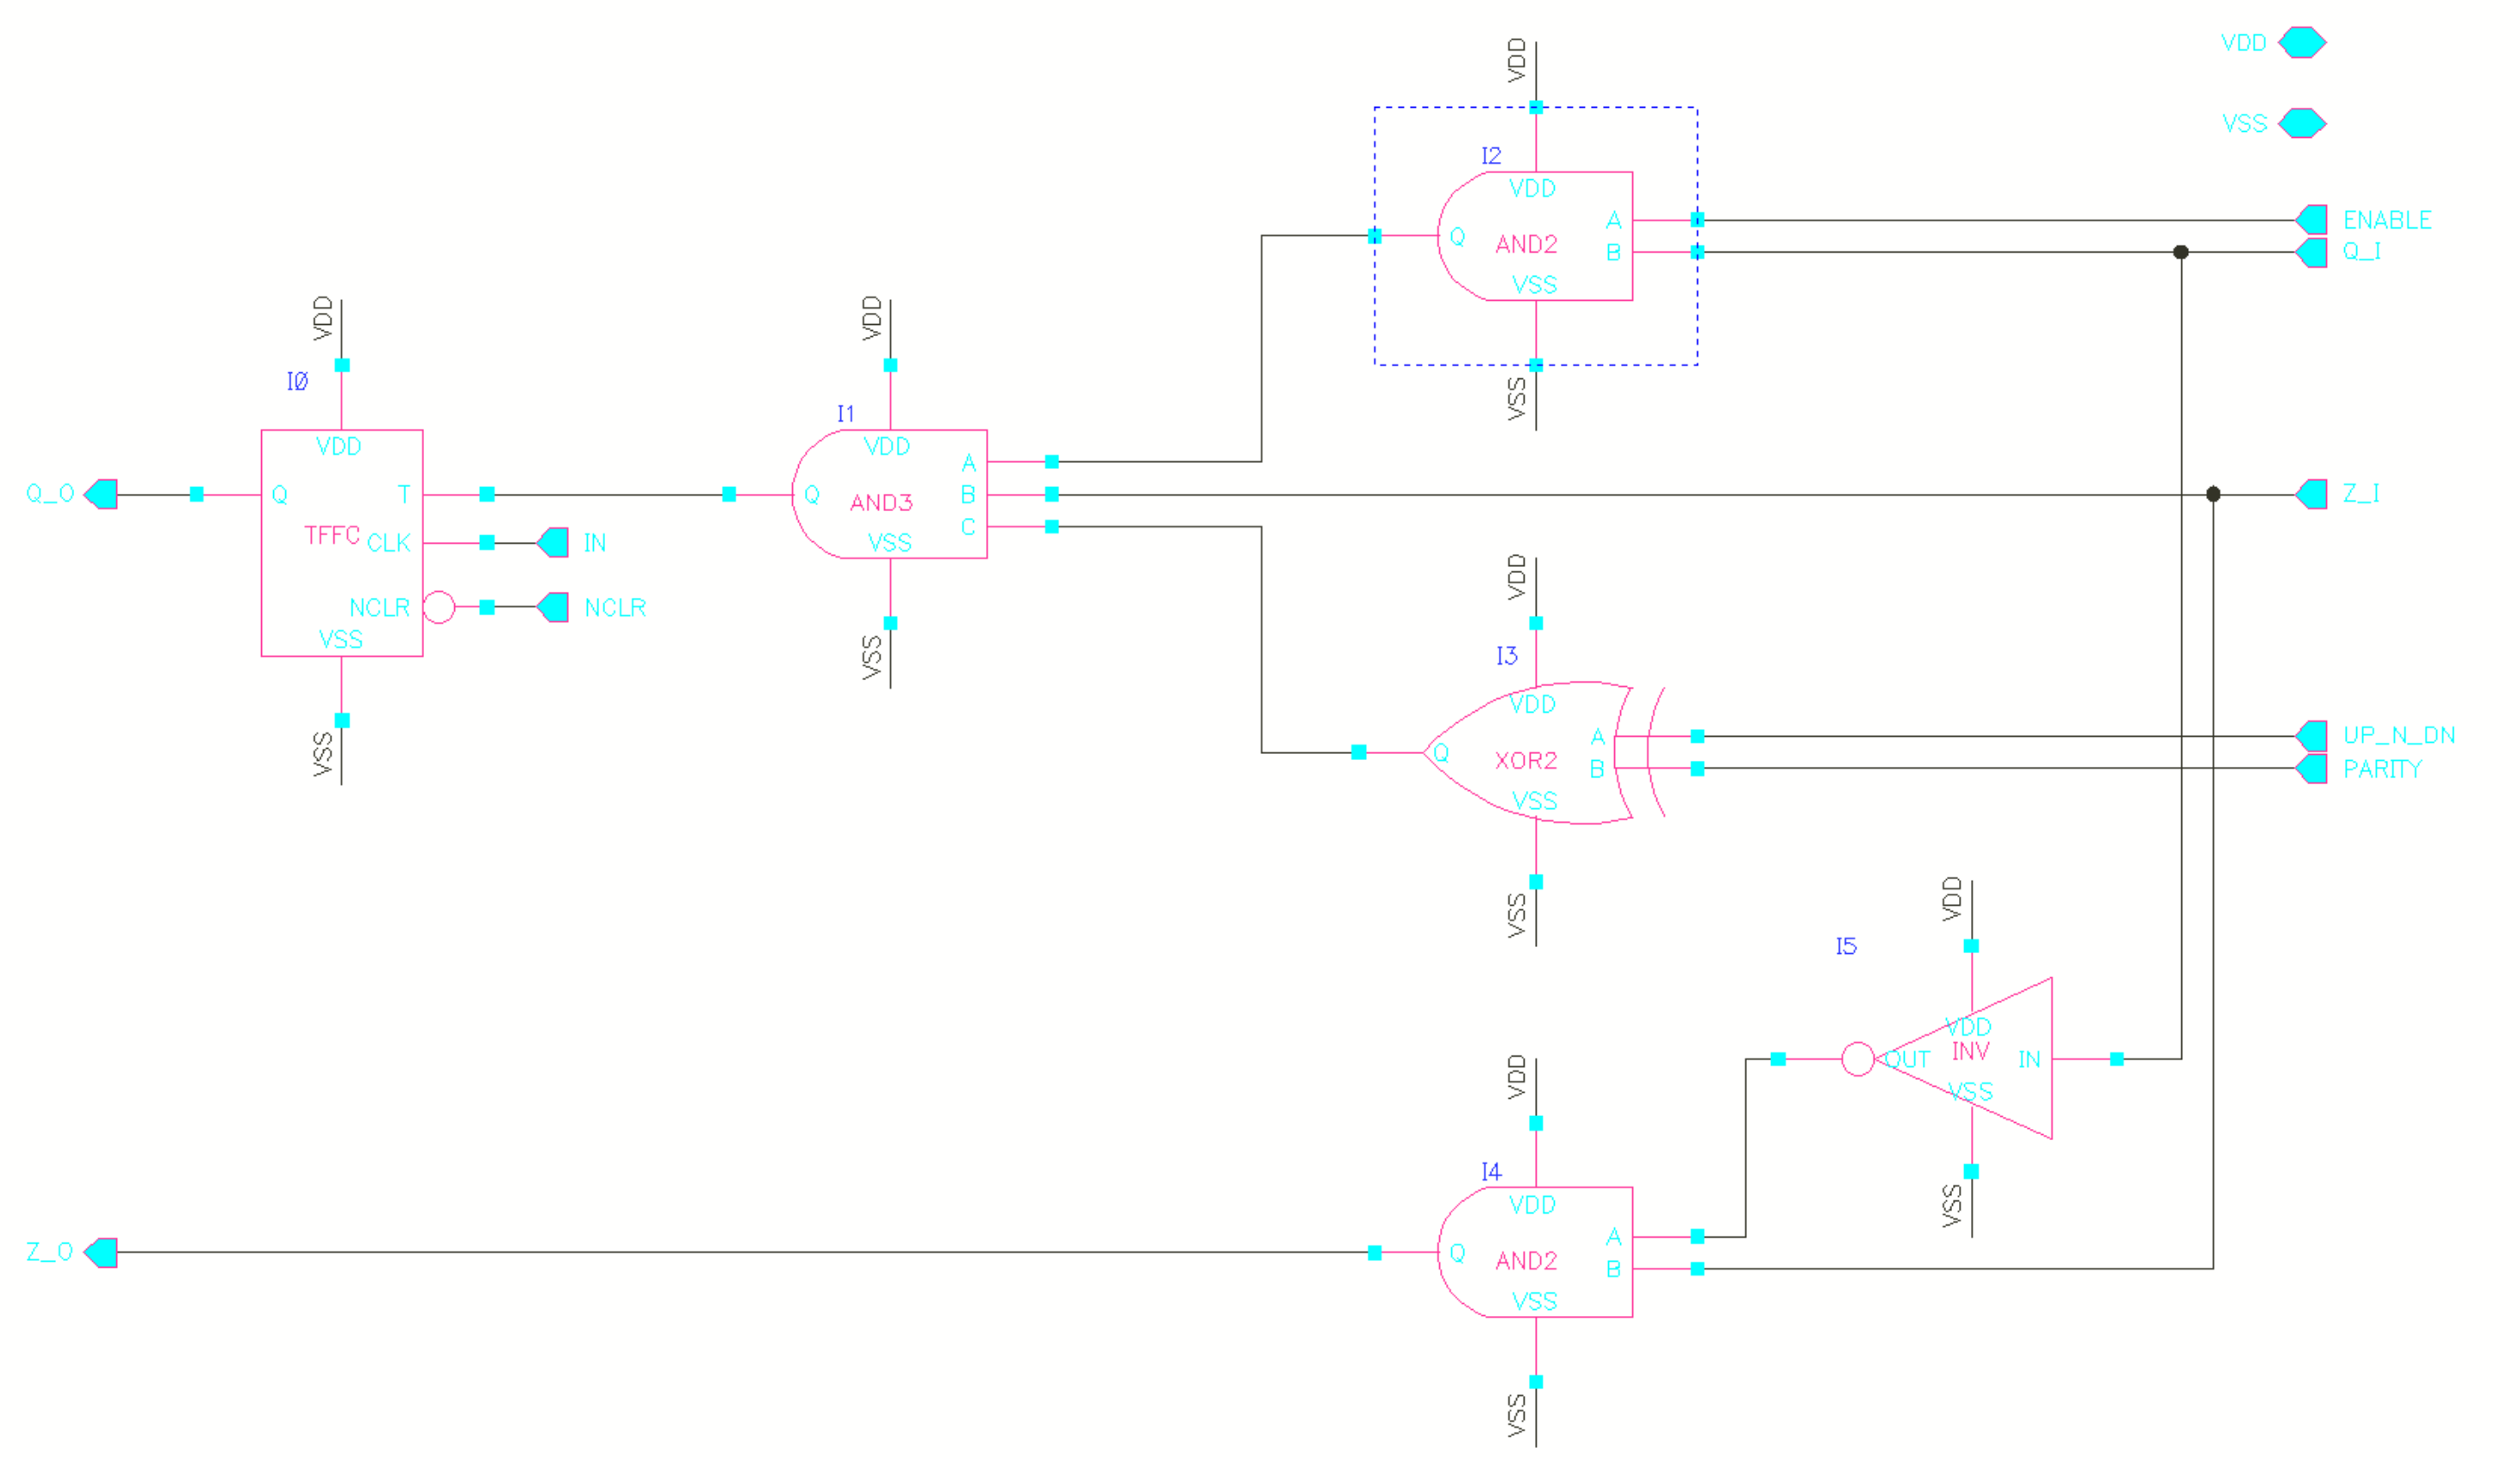 VDD
VDD
VSS
I2
VDD
A
ENABLE
Q
AND2
B
Q_I
VSS
VDD
VDD
VSS
I0
I1
VDD
VDD
A
Q_O
Q
T
Q
AND3
B
Z_I
TFFC
CLK
IN
VSS
C
VDD
NCLR
NCLR
VSS
VSS
I3
VSS
VDD
A
UP_N_DN
Q
XOR2
B
PARITY
VSS
VSS
VDD
I5
VDD
VDD
INV
OUT
IN
VSS
I4
VSS
VDD
A
Z_O
Q
AND2
B
VSS
VSS